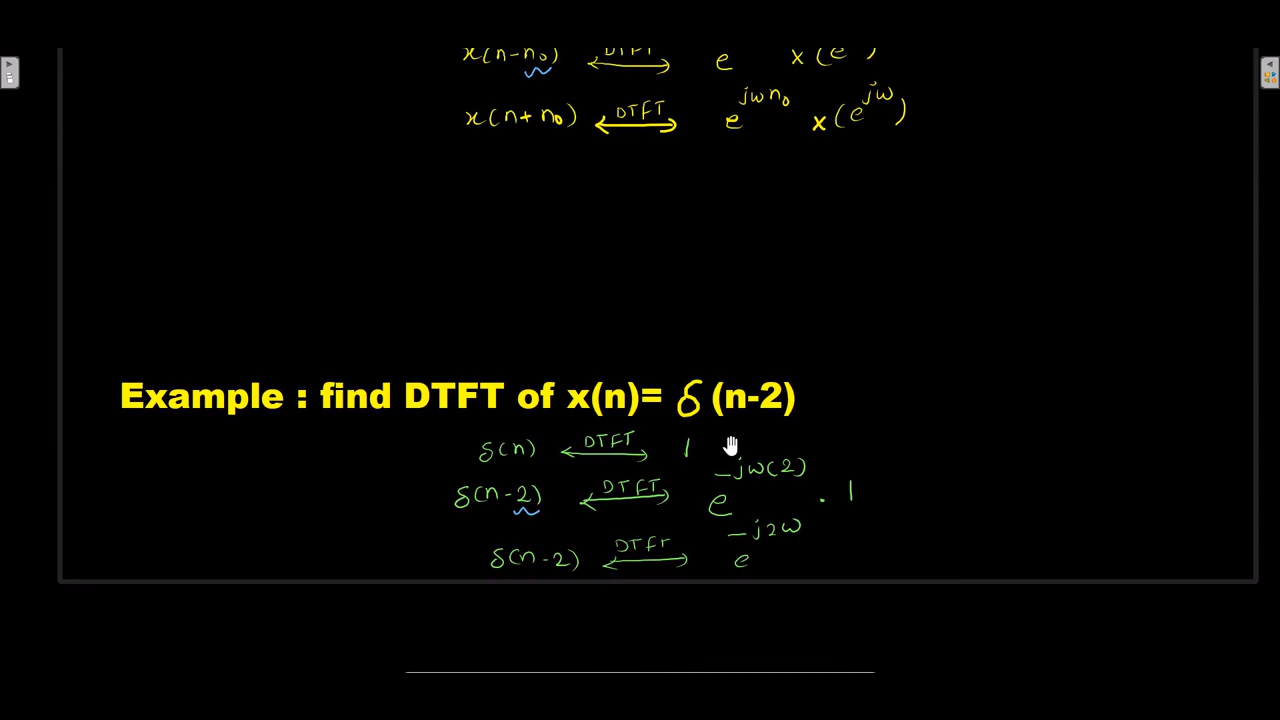 x(n-n₀) ⟷ DTFT e x(e )
x(n+n₀) ⟷ DTFT e^{jωn₀} x(e^{jω})
Example : find DTFT of x(n)= δ (n-2)
δ(n) ⟷ DTFT 1
δ(n-2) ⟷ DTFT e^{-jω(2)} . 1
δ(n-2) ⟷ DTFT e^{-j2ω}